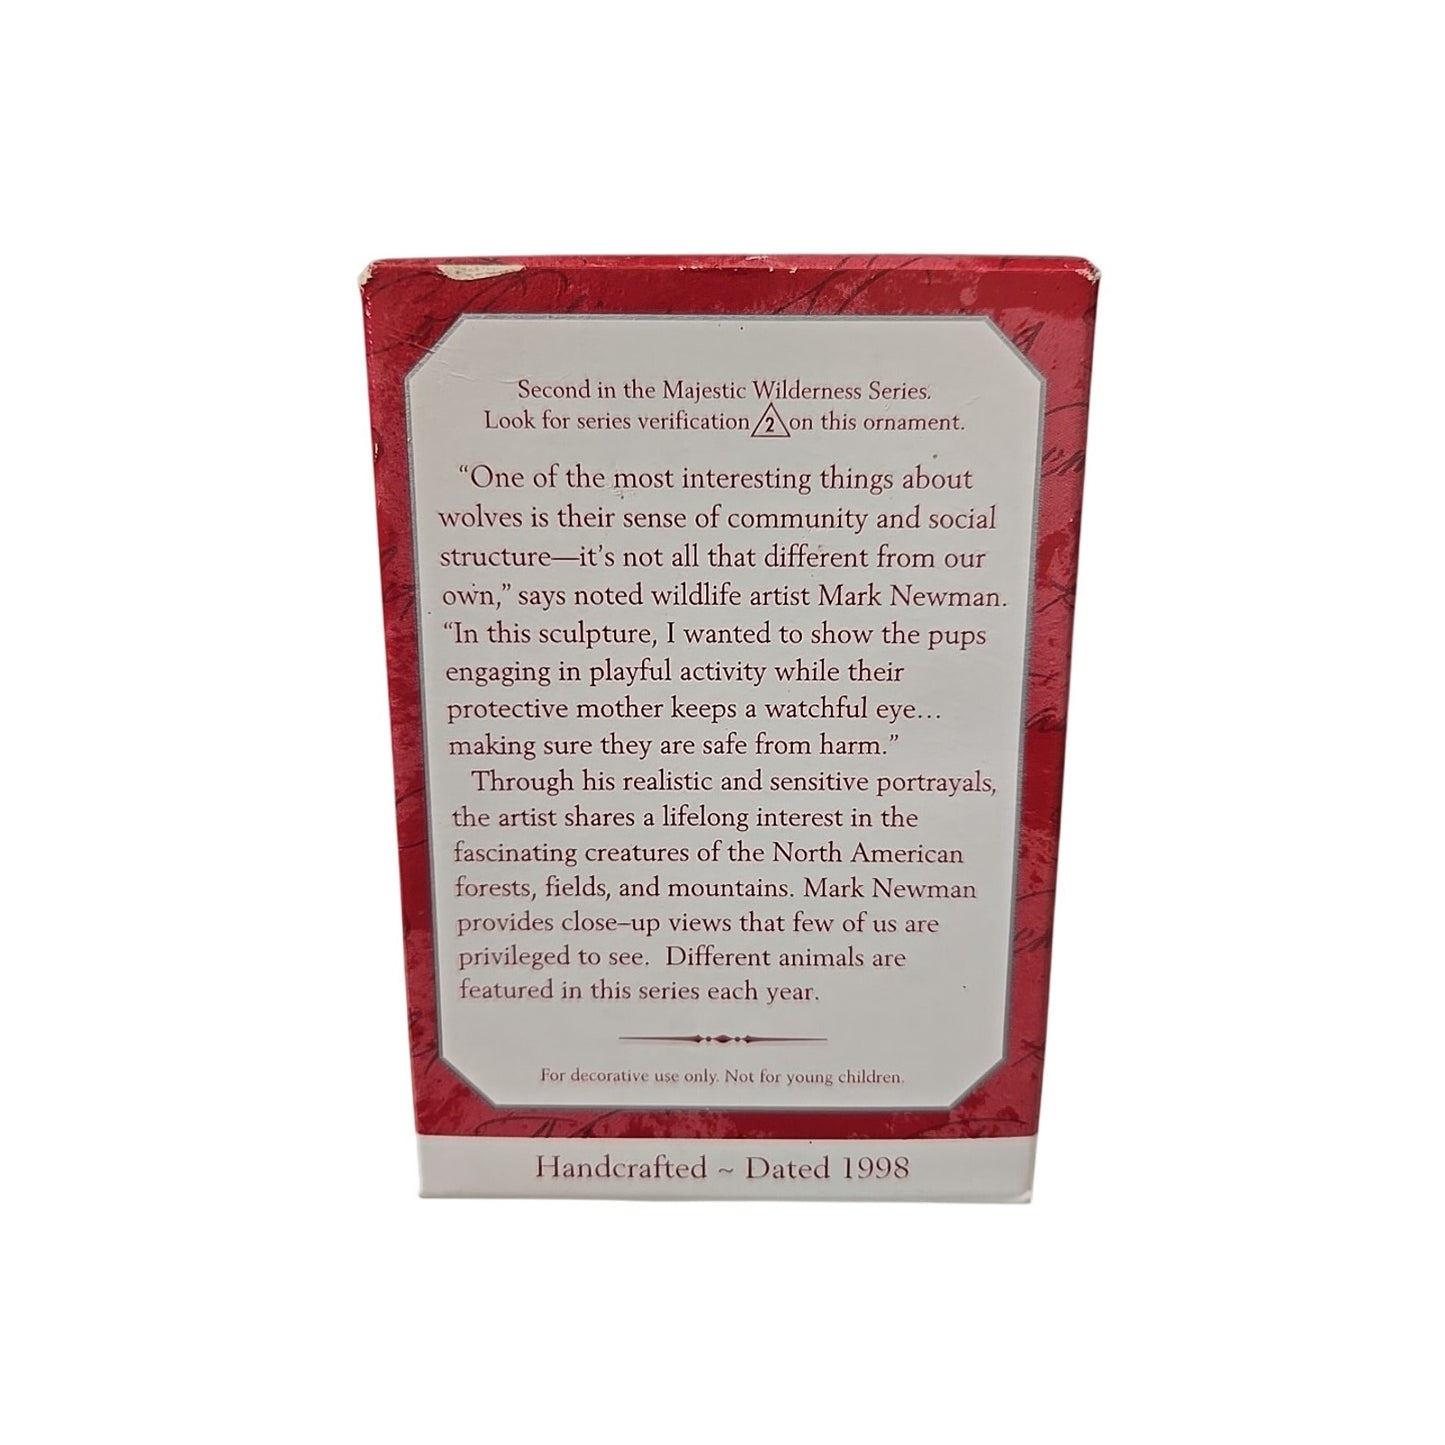 Second in the Majestic Wilderness Series.
Look for series verification 2 on this ornament.
“One of the most interesting things about
wolves is their sense of community and social
structure—it’s not all that different from our
own,” says noted wildlife artist Mark Newman.
“In this sculpture, I wanted to show the pups
engaging in playful activity while their
protective mother keeps a watchful eye…
making sure they are safe from harm.”
Through his realistic and sensitive portrayals,
the artist shares a lifelong interest in the
fascinating creatures of the North American
forests, fields, and mountains. Mark Newman
provides close–up views that few of us are
privileged to see. Different animals are
featured in this series each year.
For decorative use only. Not for young children.
Handcrafted ~ Dated 1998